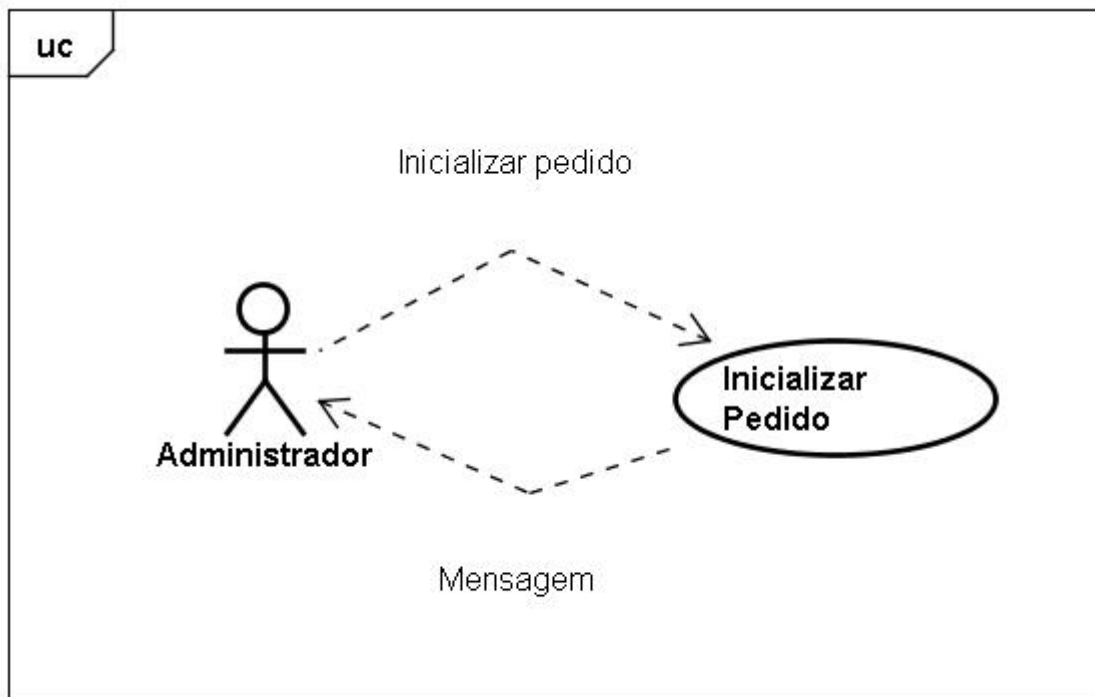 uc
Inicializar pedido
Administrador
Inicializar
Pedido
Mensagem